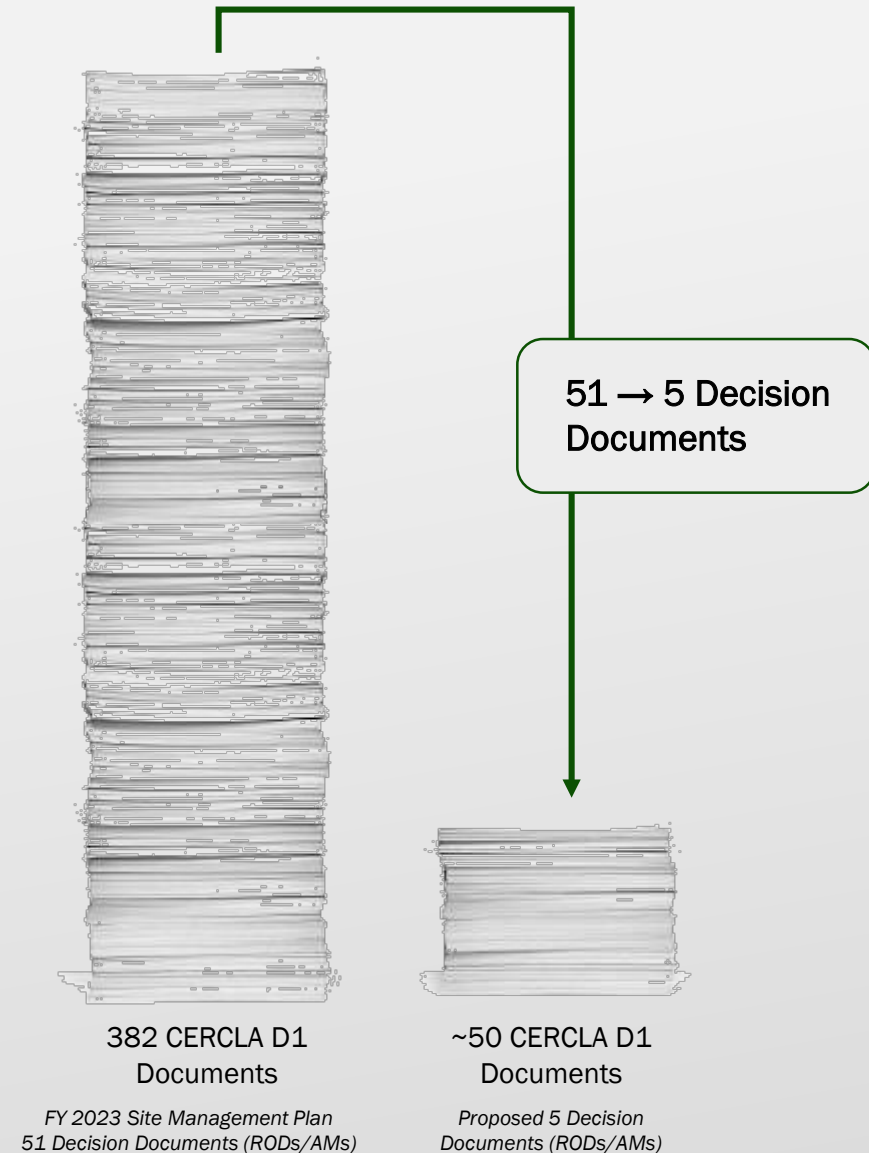 51 → 5 Decision
Documents
382 CERCLA D1
Documents
FY 2023 Site Management Plan
51 Decision Documents (RODs/AMs)
~50 CERCLA D1
Documents
Proposed 5 Decision
Documents (RODs/AMs)